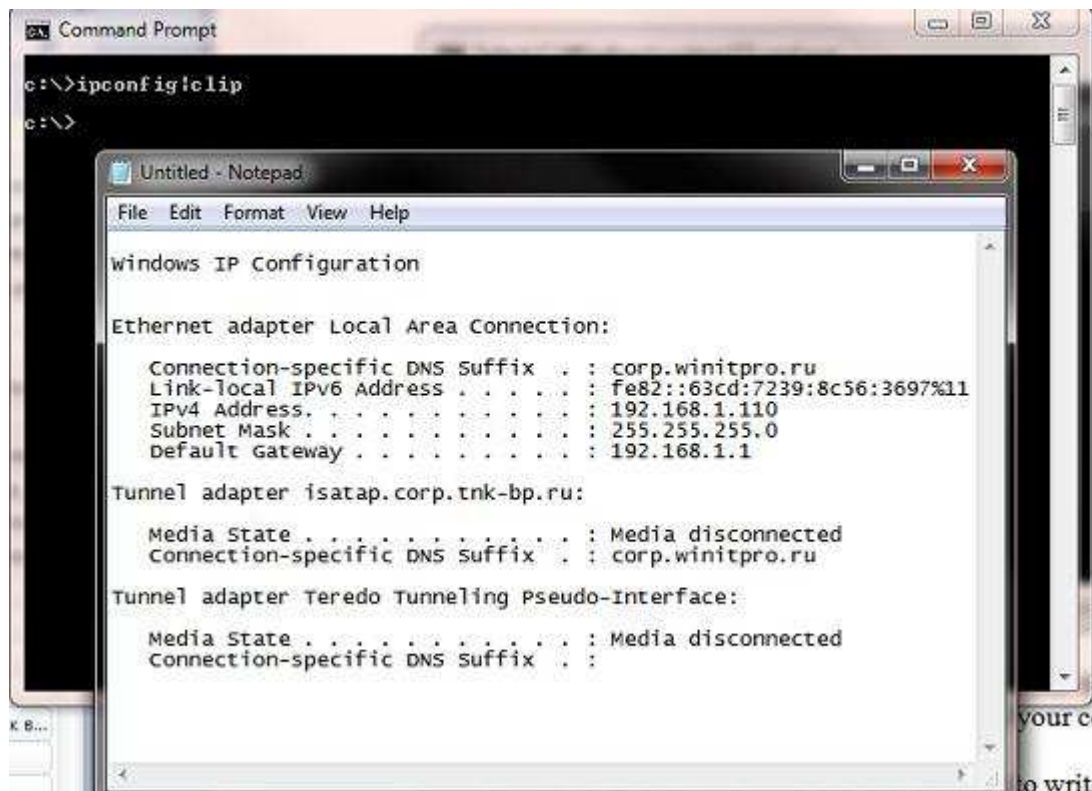 Command Prompt
c:\>ipconfig|clip
c:\>
Untitled - Notepad
File Edit Format View Help
Windows IP Configuration
Ethernet adapter Local Area Connection:
Connection-specific DNS Suffix . : corp.winitpro.ru
Link-local IPv6 Address . . . . . : fe82::63cd:7239:8c56:3697%11
IPv4 Address. . . . . . . . . . . : 192.168.1.110
Subnet Mask . . . . . . . . . . . : 255.255.255.0
Default Gateway . . . . . . . . . : 192.168.1.1
Tunnel adapter isatap.corp.tnk-bp.ru:
Media State . . . . . . . . . . . : Media disconnected
Connection-specific DNS Suffix . : corp.winitpro.ru
Tunnel adapter Teredo Tunneling Pseudo-Interface:
Media State . . . . . . . . . . . : Media disconnected
Connection-specific DNS Suffix . :
your c
to writ